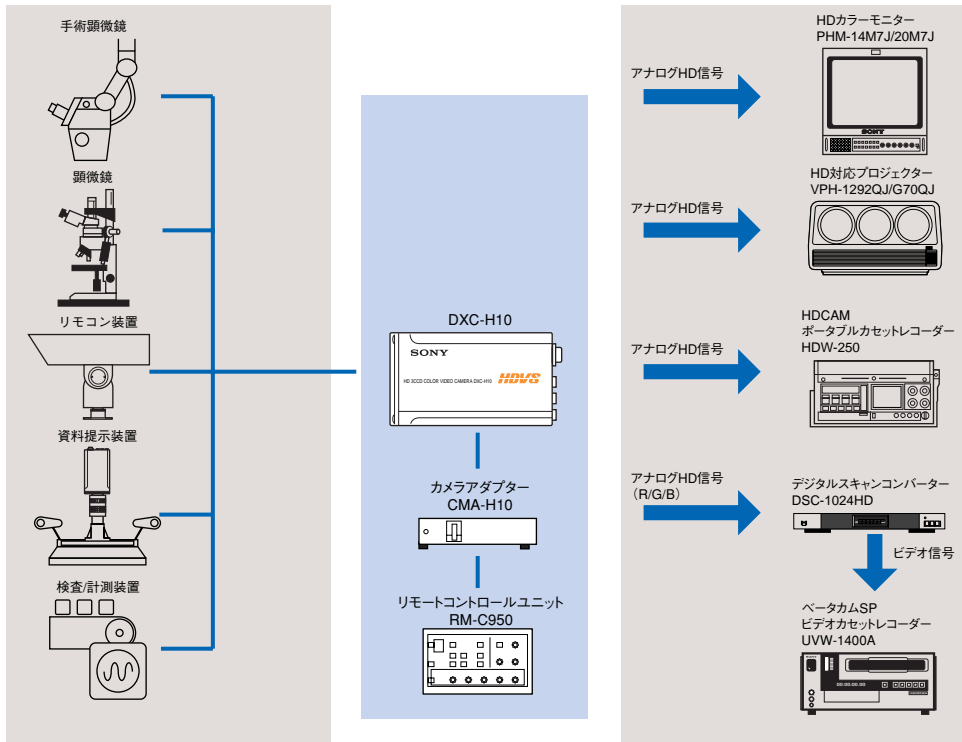 手術顕微鏡
顕微鏡
リモコン装置
資料提示装置
検査/計測装置
DXC-H10
SONY
HD 3CCD COLOR VIDEO CAMERA DXC-H10 HDVS
カメラアダプター
CMA-H10
リモートコントロールユニット
RM-C950
アナログHD信号
HDカラーモニター
PHM-14M7J/20M7J
SONY
アナログHD信号
HD対応プロジェクター
VPH-1292QJ/G70QJ
アナログHD信号
HDCAM
ポータブルカセットレコーダー
HDW-250
アナログHD信号
（R/G/B）
デジタルスキャンコンバーター
DSC-1024HD
ビデオ信号
ベータカムSP
ビデオカセットレコーダー
UVW-1400A
00:00:00:00